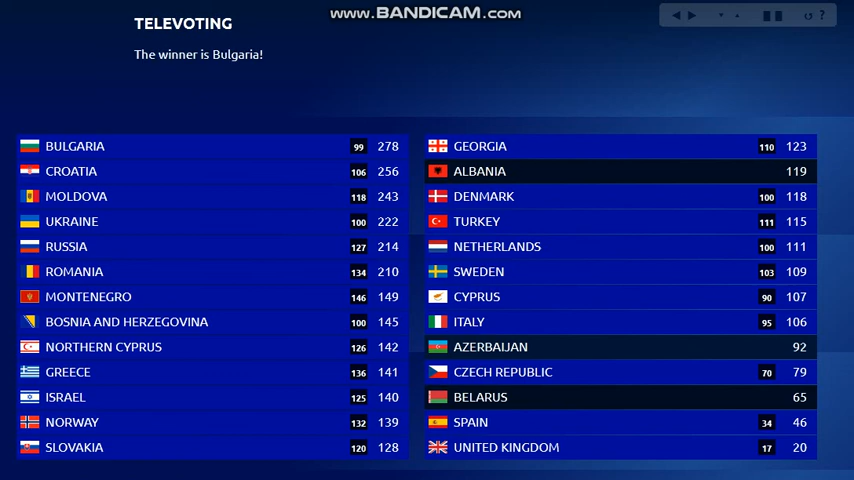 TELEVOTING
www.BANDICAM.com
The winner is Bulgaria!
BULGARIA 99 278
CROATIA 106 256
MOLDOVA 118 243
UKRAINE 100 222
RUSSIA 127 214
ROMANIA 134 210
MONTENEGRO 146 149
BOSNIA AND HERZEGOVINA 100 145
NORTHERN CYPRUS 126 142
GREECE 136 141
ISRAEL 125 140
NORWAY 132 139
SLOVAKIA 120 128
GEORGIA 110 123
ALBANIA 119
DENMARK 100 118
TURKEY 111 115
NETHERLANDS 100 111
SWEDEN 103 109
CYPRUS 90 107
ITALY 95 106
AZERBAIJAN 92
CZECH REPUBLIC 70 79
BELARUS 65
SPAIN 34 46
UNITED KINGDOM 17 20